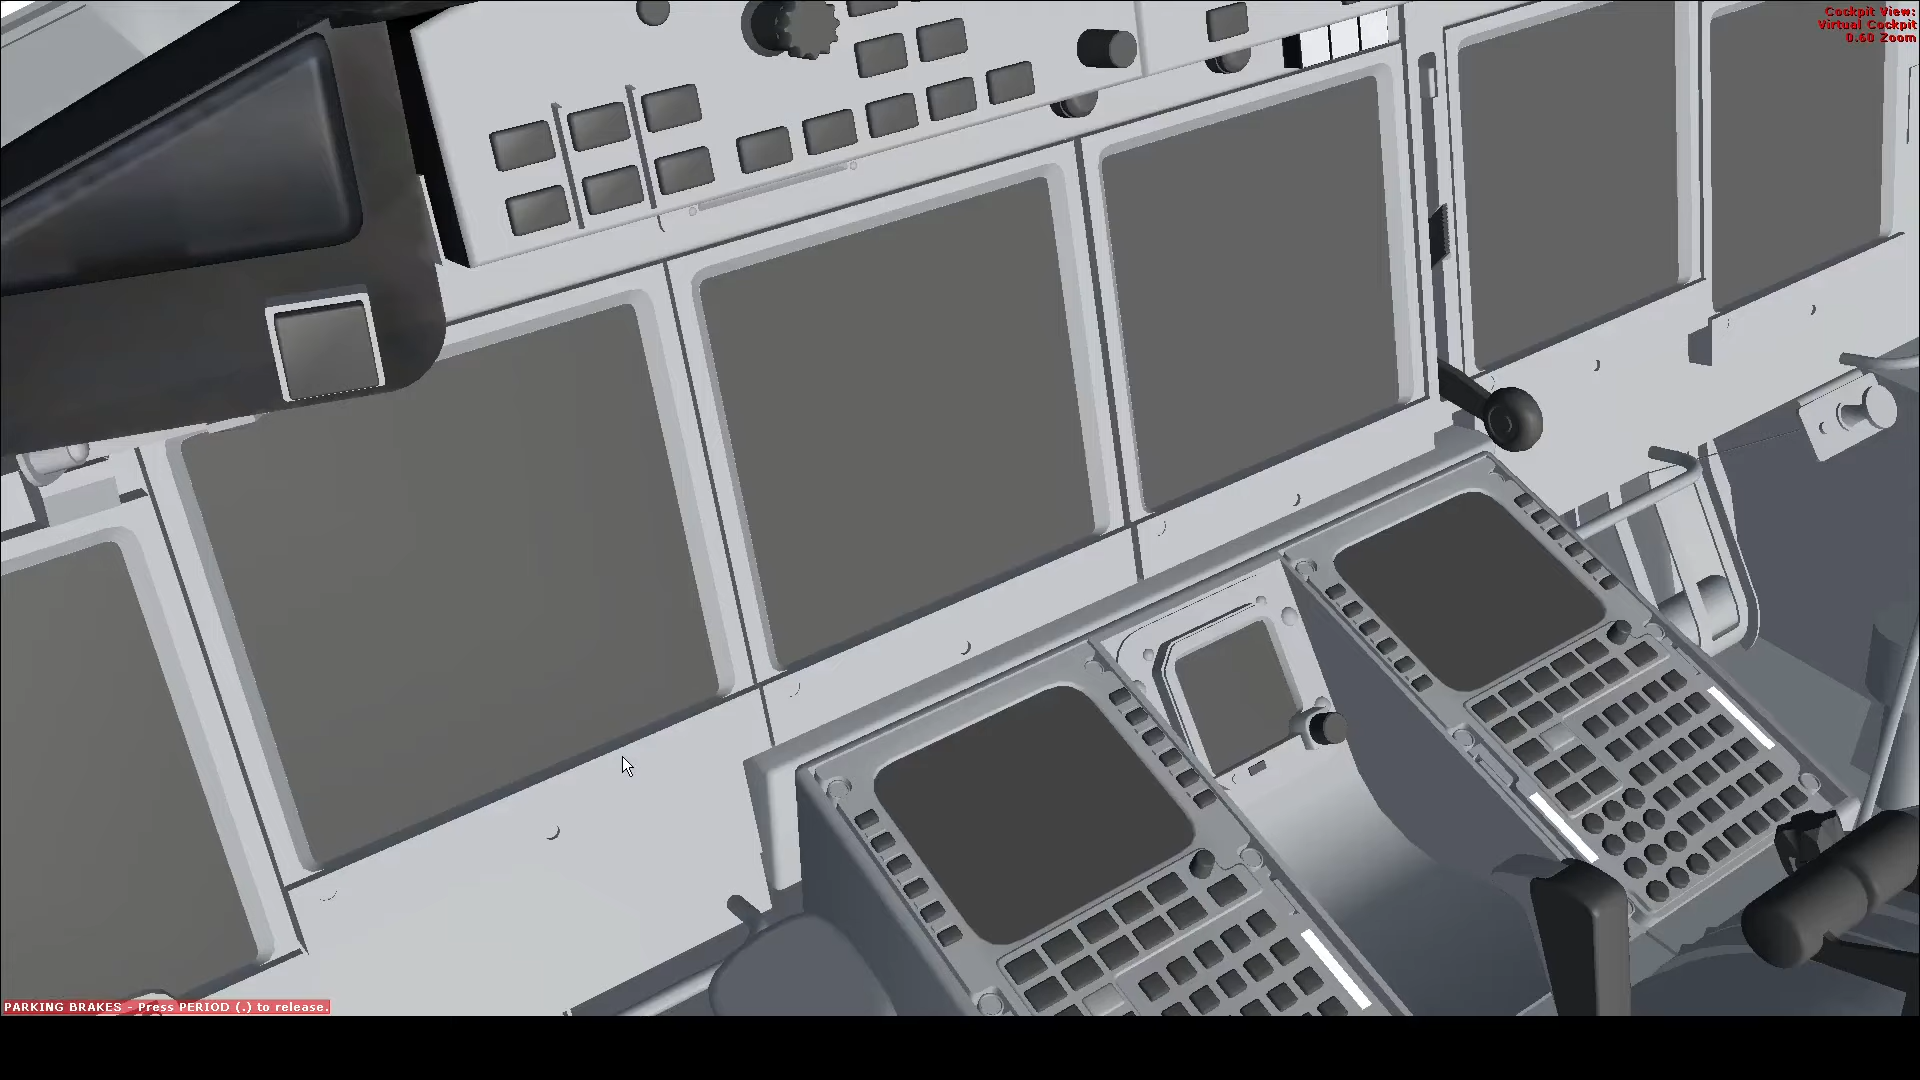 Cockpit View:
Virtual Cockpit
0.60 Zoom
PARKING BRAKES - Press PERIOD (.) to release.